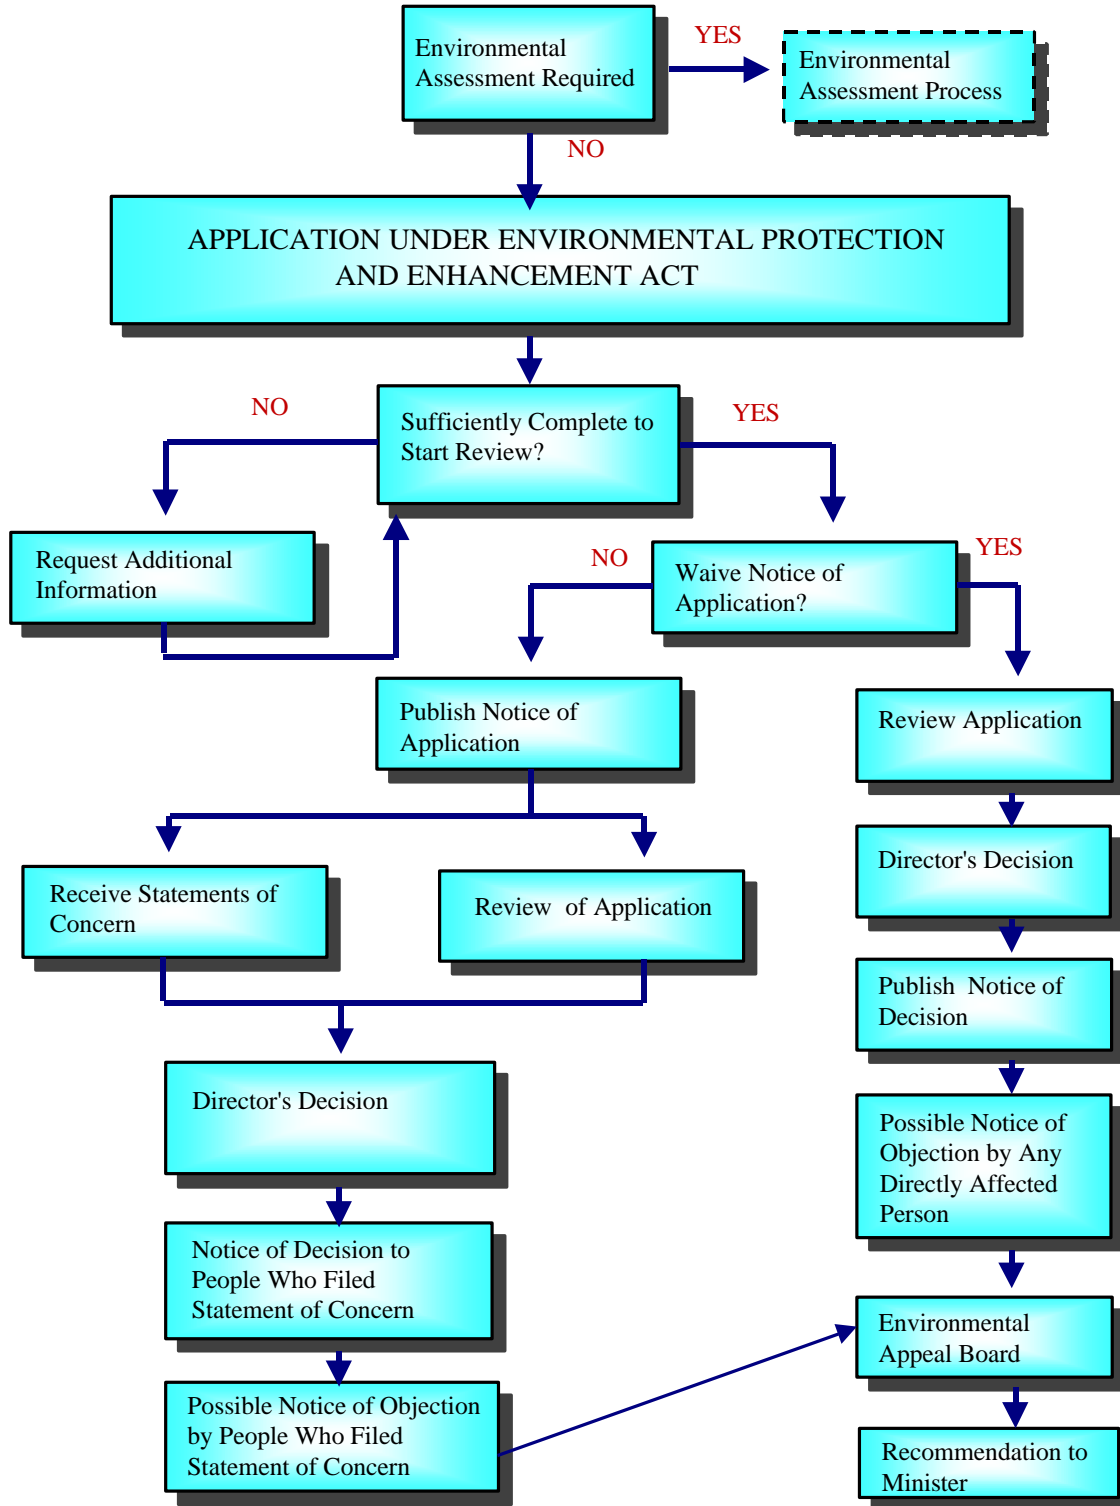 Environmental
Assessment Required
YES
Environmental
Assessment Process
NO
APPLICATION UNDER ENVIRONMENTAL PROTECTION
AND ENHANCEMENT ACT
NO
Sufficiently Complete to
Start Review?
YES
Request Additional
Information
NO
Waive Notice of
Application?
YES
Publish Notice of
Application
Review Application
Director's Decision
Receive Statements of
Concern
Review of Application
Publish Notice of
Decision
Director's Decision
Possible Notice of
Objection by Any
Directly Affected
Person
Notice of Decision to
People Who Filed
Statement of Concern
Environmental
Appeal Board
Possible Notice of Objection
by People Who Filed
Statement of Concern
Recommendation to
Minister